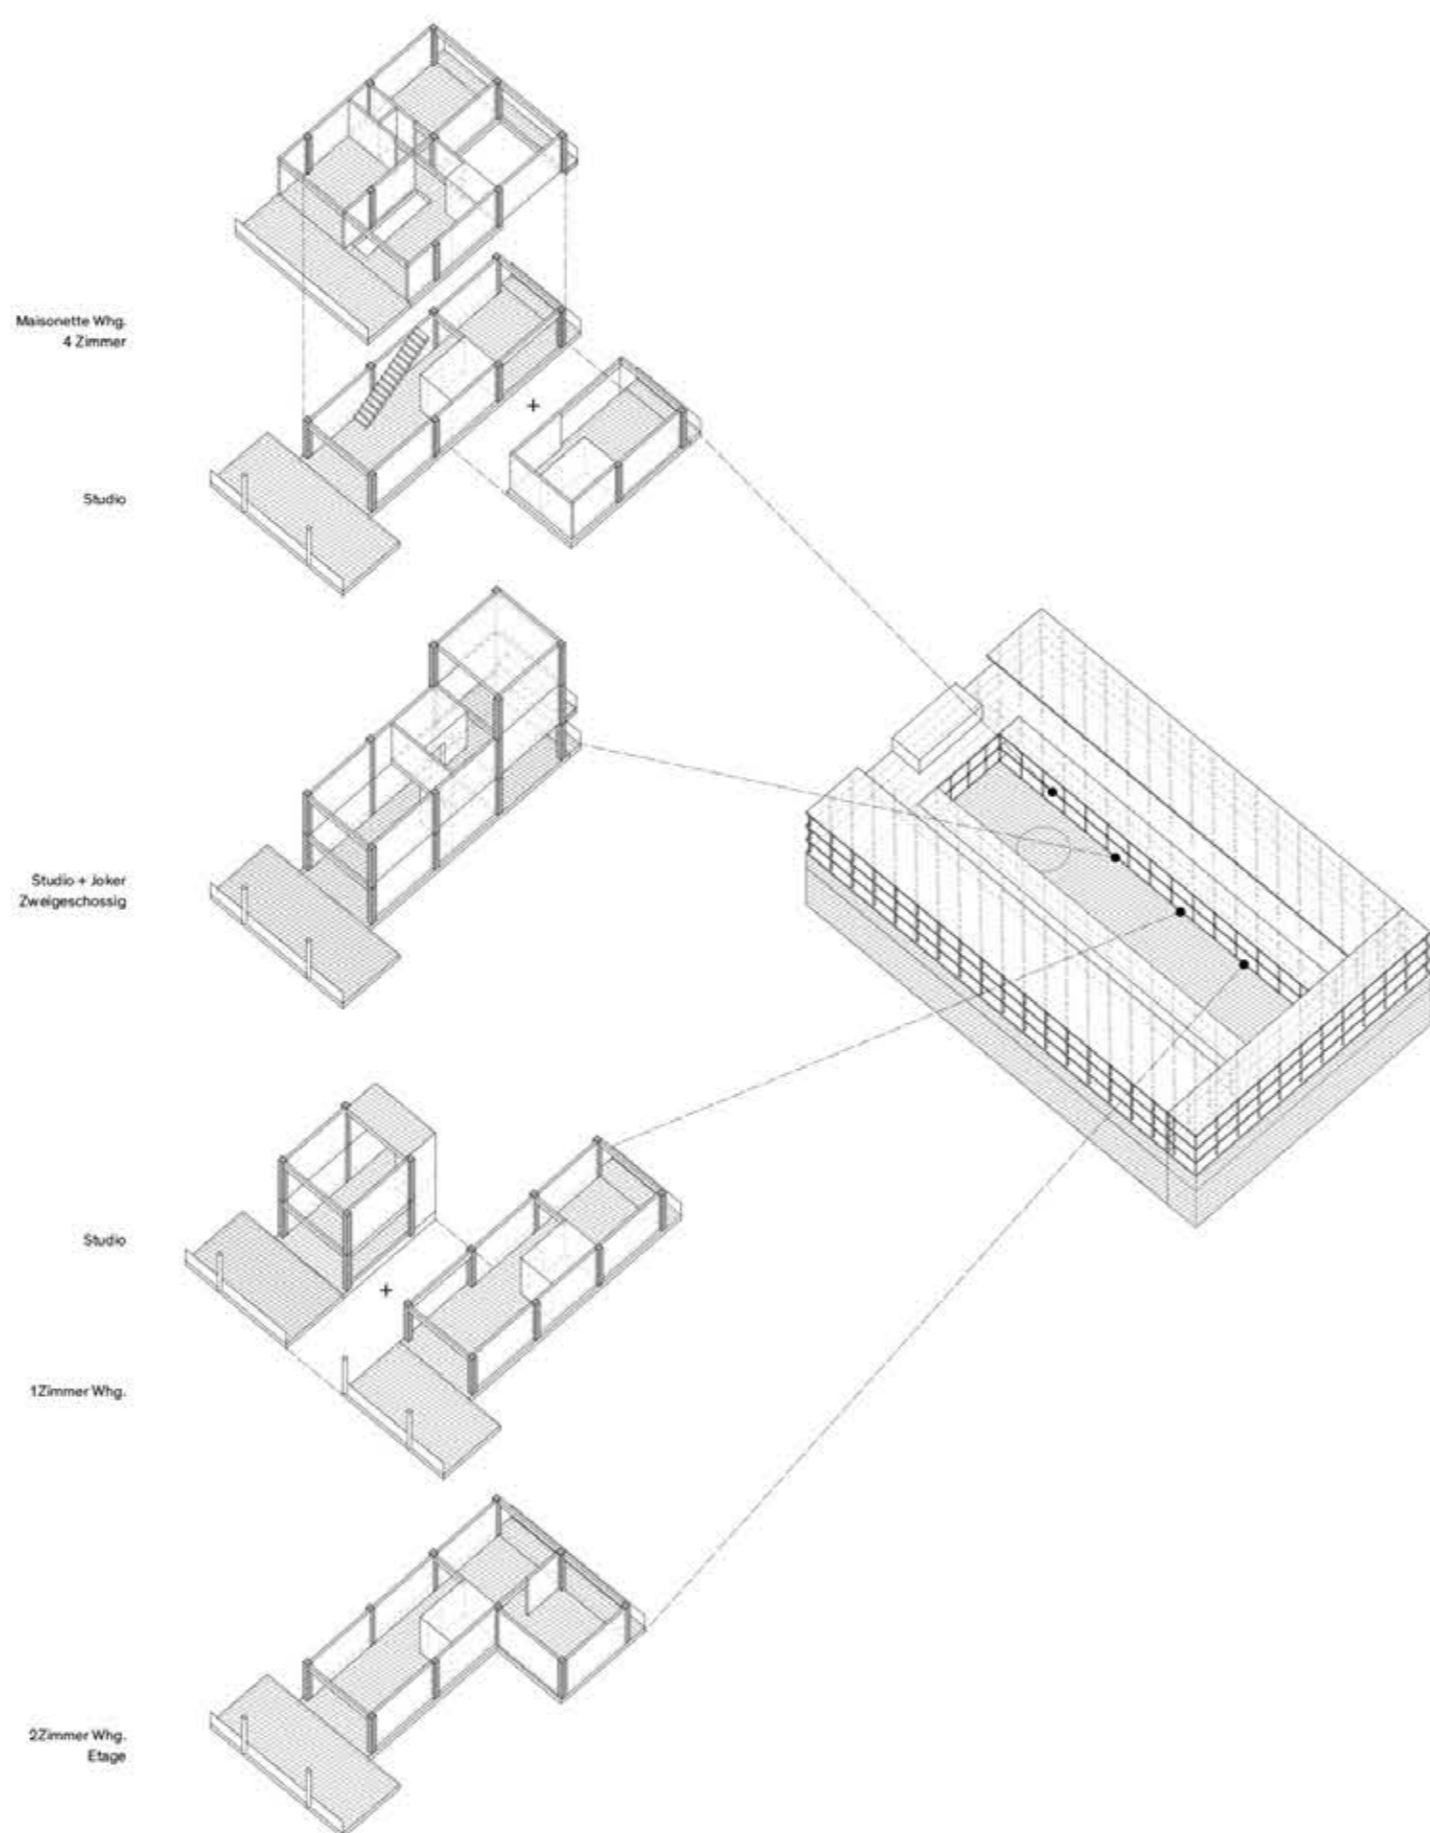 Maisonette Whg.
4 Zimmer
Studio
Studio + Joker
Zweigeschossig
Studio
1Zimmer Whg.
2Zimmer Whg.
Etage